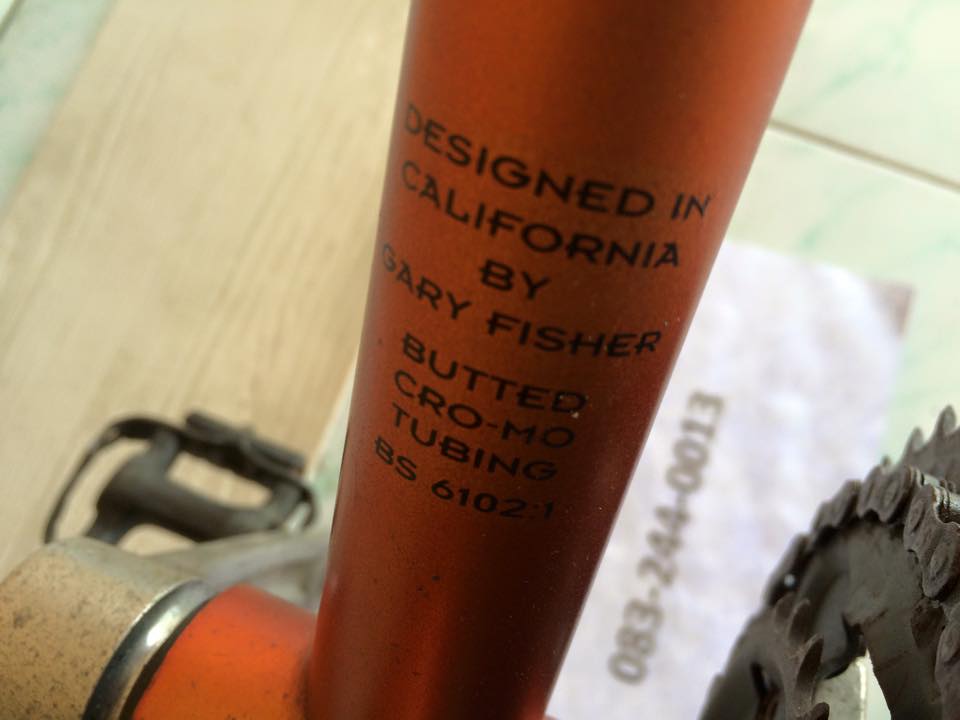 DESIGNED IN
CALIFORNIA
BY
GARY FISHER
BUTTED
CRO-MO
TUBING
BS 6102:1
083-244-0013